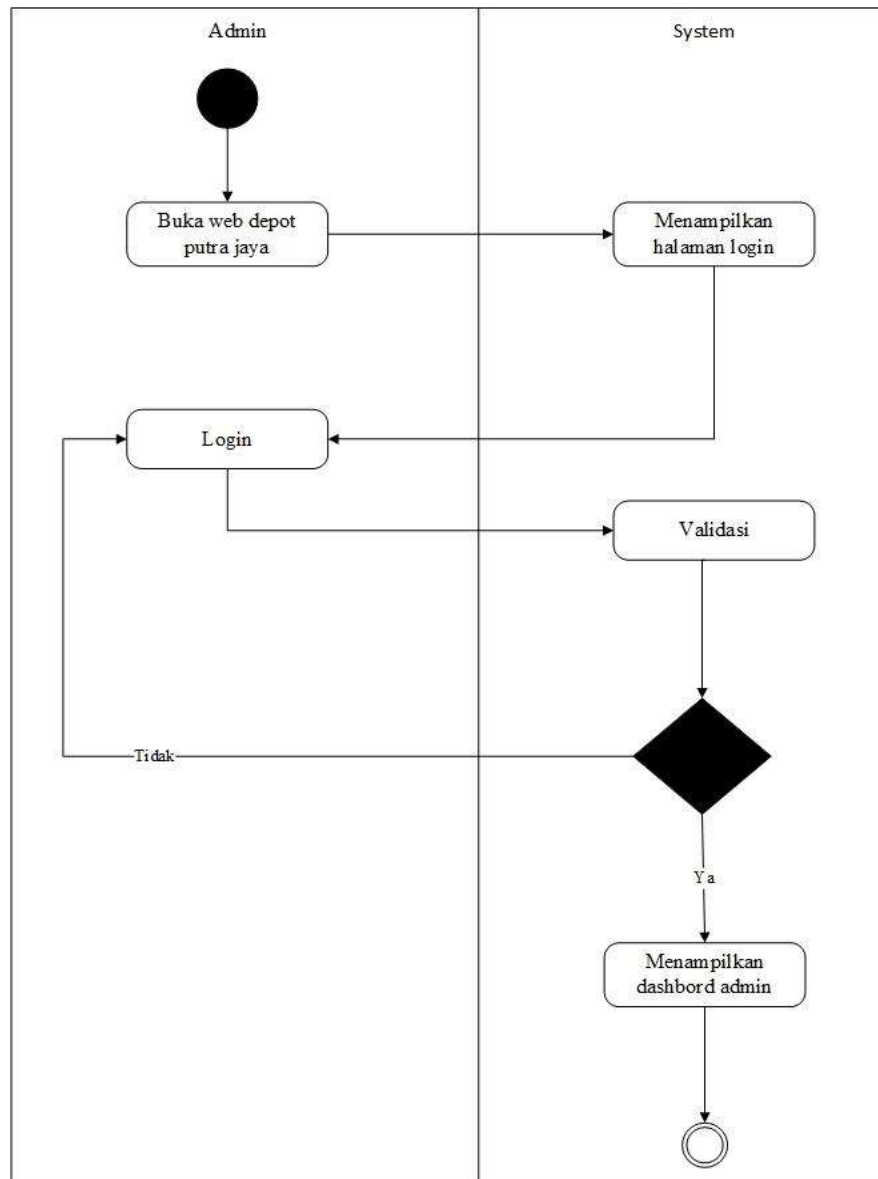 Admin
System
Buka web depot
putra jaya
Menampilkan
halaman login
Login
Validasi
Tidak
Ya
Menampilkan
dashbord admin